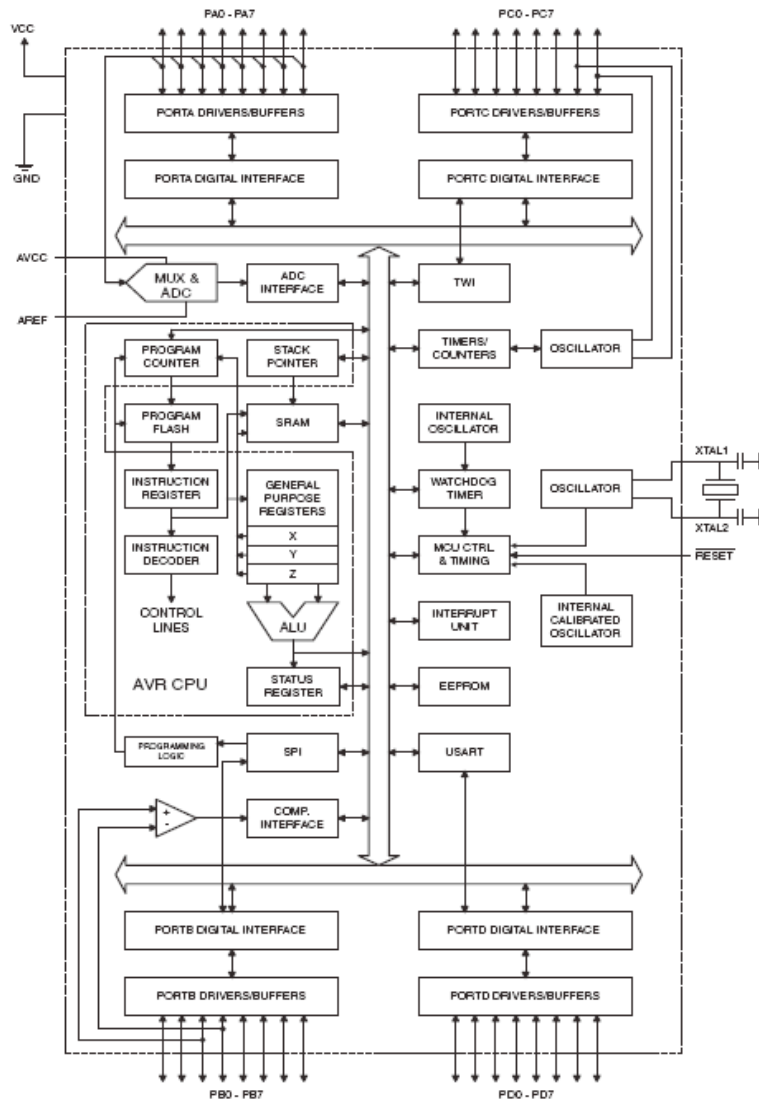 PA0 - PA7
PC0 - PC7
VCC
PORTA DRIVERS/BUFFERS
PORTC DRIVERS/BUFFERS
GND
PORTA DIGITAL INTERFACE
PORTC DIGITAL INTERFACE
AVCC
MUX &
ADC
ADC
INTERFACE
TWI
AREF
PROGRAM
COUNTER
STACK
POINTER
TIMERS/
COUNTERS
OSCILLATOR
PROGRAM
FLASH
SRAM
INTERNAL
OSCILLATOR
XTAL1
INSTRUCTION
REGISTER
GENERAL
PURPOSE
REGISTERS
WATCHDOG
TIMER
OSCILLATOR
X
XTAL2
INSTRUCTION
DECODER
Y
MCU CTRL
& TIMING
RESET
Z
CONTROL
LINES
ALU
INTERRUPT
UNIT
INTERNAL
CALIBRATED
OSCILLATOR
AVR CPU
STATUS
REGISTER
EEPROM
PROGRAMMING
LOGIC
SPI
USART
+
-
COMP.
INTERFACE
PORTB DIGITAL INTERFACE
PORTD DIGITAL INTERFACE
PORTB DRIVERS/BUFFERS
PORTD DRIVERS/BUFFERS
PB0 - PB7
PD0 - PD7